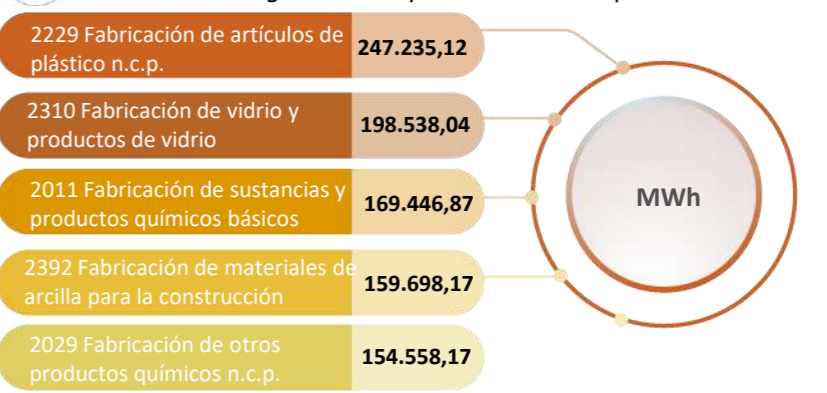 2229 Fabricación de artículos de
plástico n.c.p.
247.235,12
2310 Fabricación de vidrio y
productos de vidrio
198.538,04
2011 Fabricación de sustancias y
productos químicos básicos
169.446,87
2392 Fabricación de materiales de
arcilla para la construcción
159.698,17
2029 Fabricación de otros
productos químicos n.c.p.
154.558,17
MWh